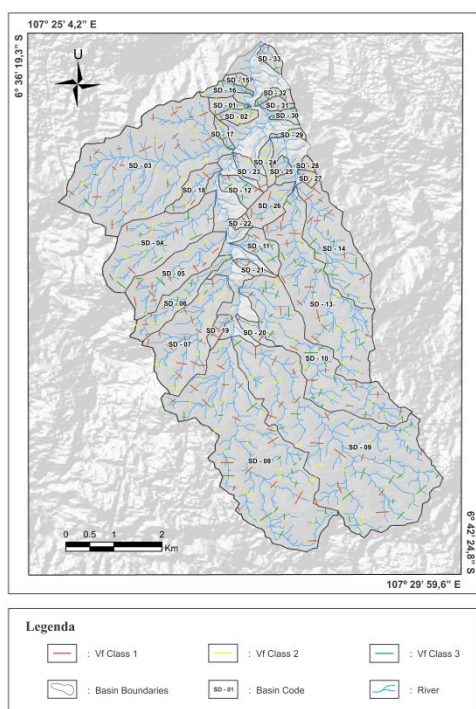 107° 25' 4,2" E
6° 36' 19,3" S
U
SD - 33
SD - 15
SD - 16
SD - 32
SD - 01
SD - 31
SD - 02
SD - 30
SD - 17
SD - 29
SD - 03
SD - 24
SD - 28
SD - 23
SD - 25
SD - 27
SD - 18
SD - 12
SD - 26
SD - 22
SD - 04
SD - 11
SD - 14
SD - 05
SD - 21
SD - 06
SD - 13
SD - 19
SD - 20
SD - 07
SD - 10
SD - 08
SD - 09
0 0.5 1 2
Km
6° 42' 24,8" S
107° 29' 59,6" E
Legenda
: Vf Class 1 : Vf Class 2 : Vf Class 3
: Basin Boundaries SD - 01 : Basin Code : River